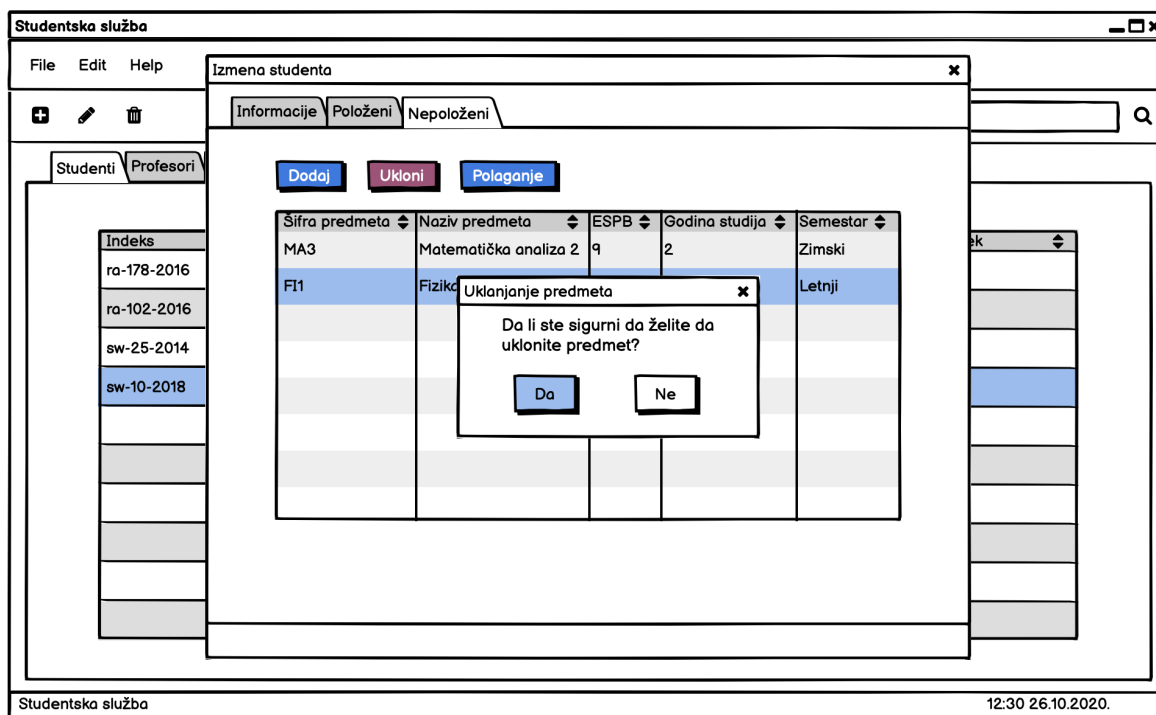 Studentska služba
File Edit Help
Izmena studenta
Informacije Položeni Nepoloženi
Studenti Profesori
Dodaj Ukloni Polaganje
Šifra predmeta Naziv predmeta ESPB Godina studija Semestar
MA3 Matematička analiza 2 9 2 Zimski
FI1 Fizika Letnji
Uklanjanje predmeta
Da li ste sigurni da želite da
uklonite predmet?
Da Ne
Indeks
ra-178-2016
ra-102-2016
sw-25-2014
sw-10-2018
ek
Studentska služba 12:30 26.10.2020.